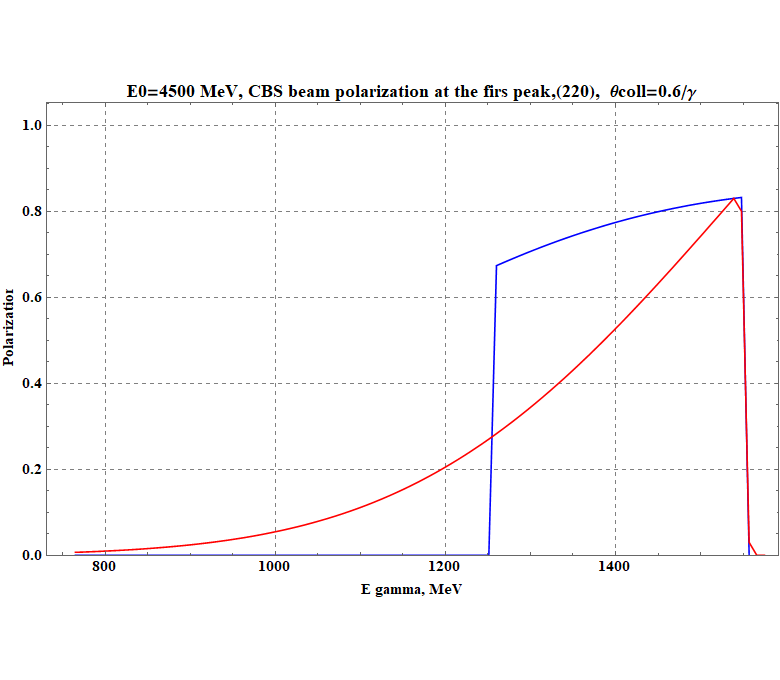 E0=4500 MeV, CBS beam polarization at the firs peak,(220), θcoll=0.6/γ
1.0
0.8
0.6
0.4
0.2
0.0
Polarizatior
800 1000 1200 1400
E gamma, MeV